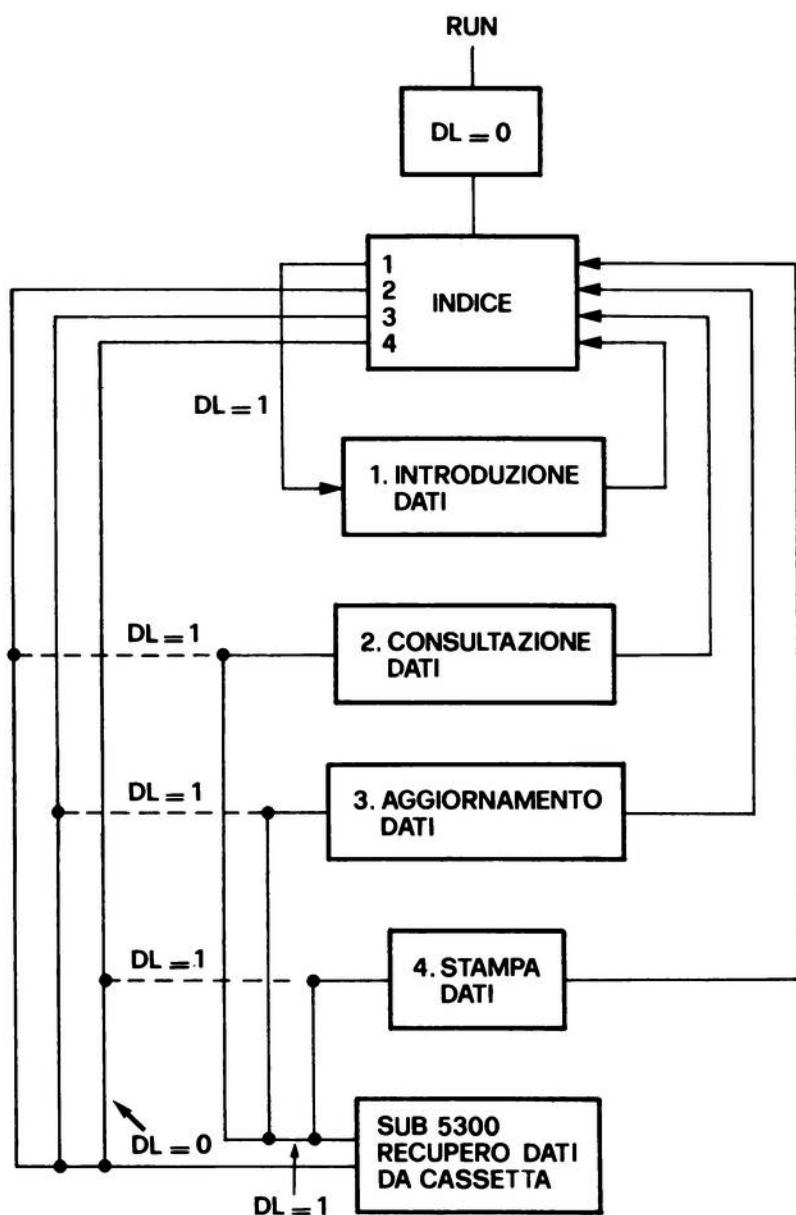 RUN
DL = 0
1
2
3
4
INDICE
DL = 1
1. INTRODUZIONE
DATI
DL = 1
2. CONSULTAZIONE
DATI
DL = 1
3. AGGIORNAMENTO
DATI
DL = 1
4. STAMPA
DATI
DL = 0
SUB 5300
RECUPERO DATI
DA CASSETTA
DL = 1